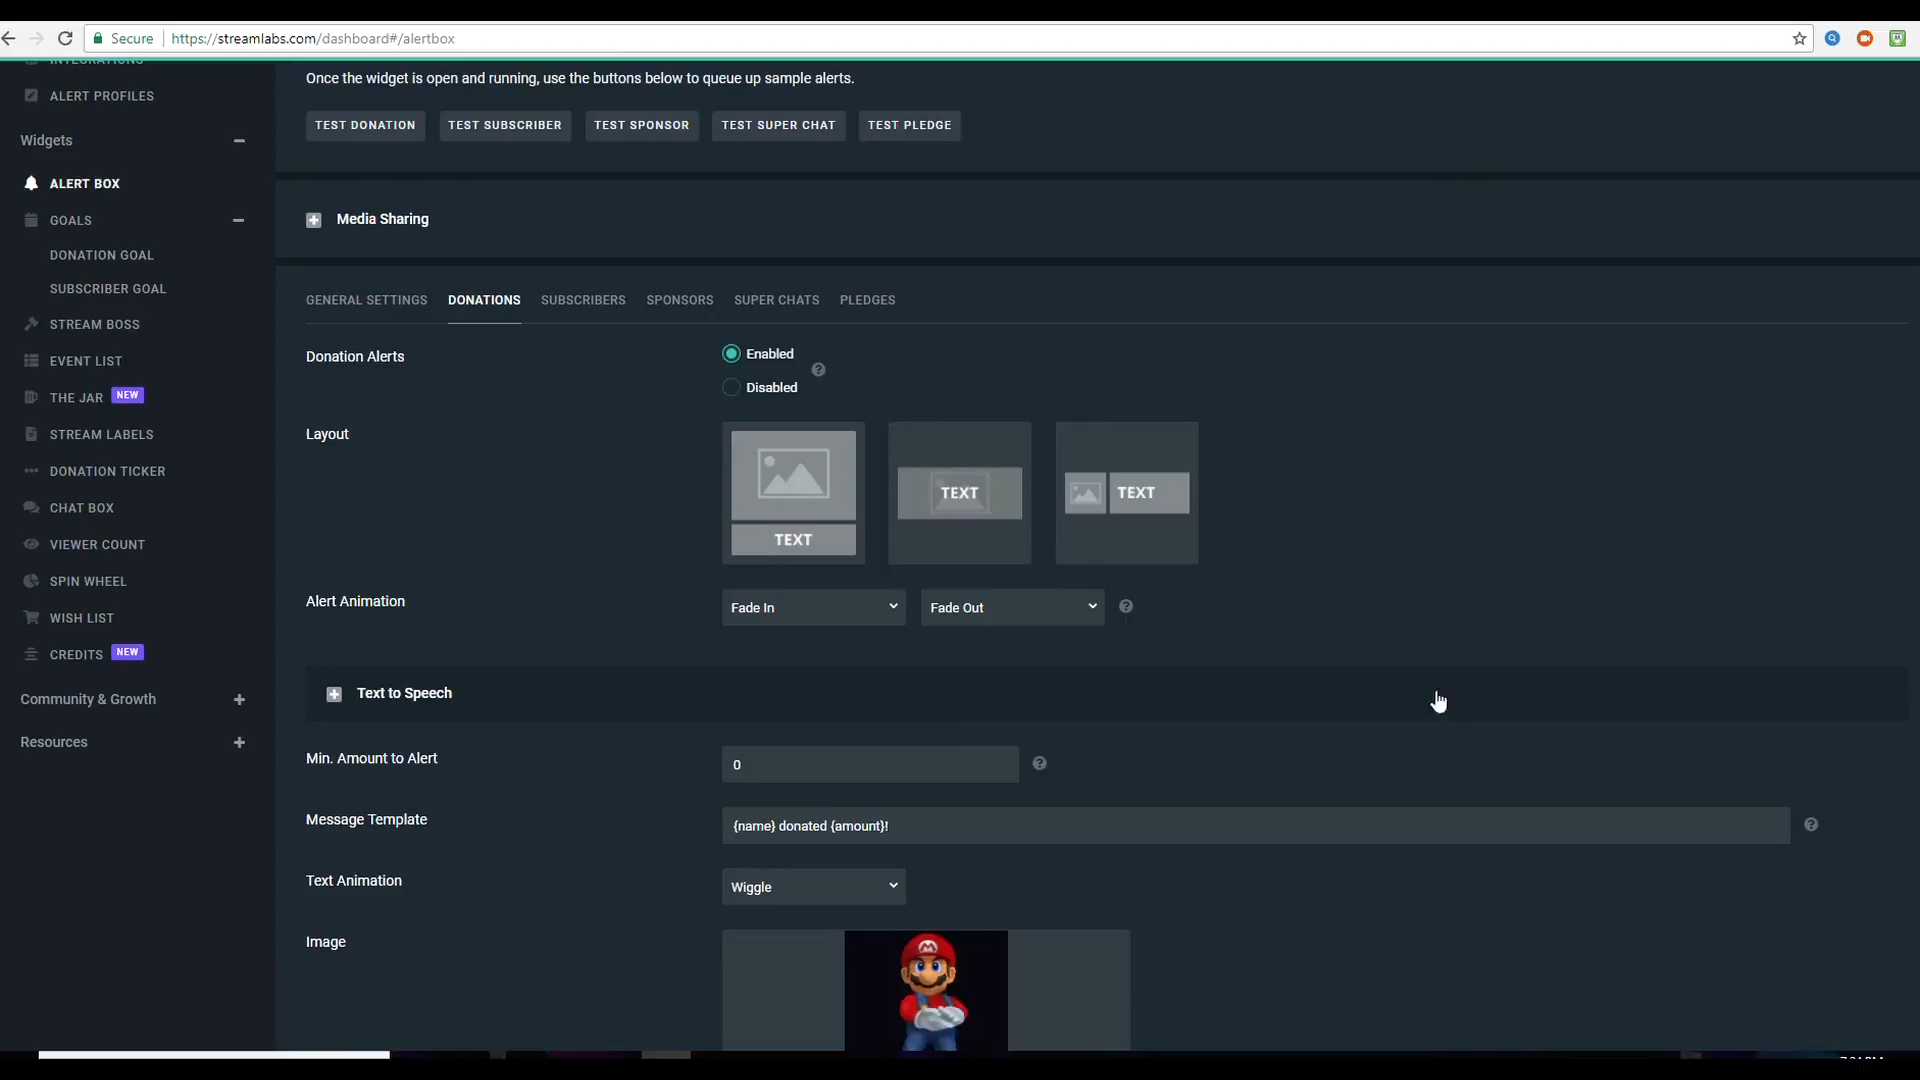 Secure https://streamlabs.com/dashboard#/alertbox
INTEGRATIONS
ALERT PROFILES
Widgets
ALERT BOX
GOALS
DONATION GOAL
SUBSCRIBER GOAL
STREAM BOSS
EVENT LIST
THE JAR NEW
STREAM LABELS
DONATION TICKER
CHAT BOX
VIEWER COUNT
SPIN WHEEL
WISH LIST
CREDITS NEW
Community & Growth
Resources
Once the widget is open and running, use the buttons below to queue up sample alerts.
TEST DONATION TEST SUBSCRIBER TEST SPONSOR TEST SUPER CHAT TEST PLEDGE
Media Sharing
GENERAL SETTINGS DONATIONS SUBSCRIBERS SPONSORS SUPER CHATS PLEDGES
Donation Alerts
Enabled
Disabled
Layout
TEXT
TEXT
TEXT
Alert Animation
Fade In Fade Out
Text to Speech
Min. Amount to Alert
0
Message Template
{name} donated {amount}!
Text Animation
Wiggle
Image
M